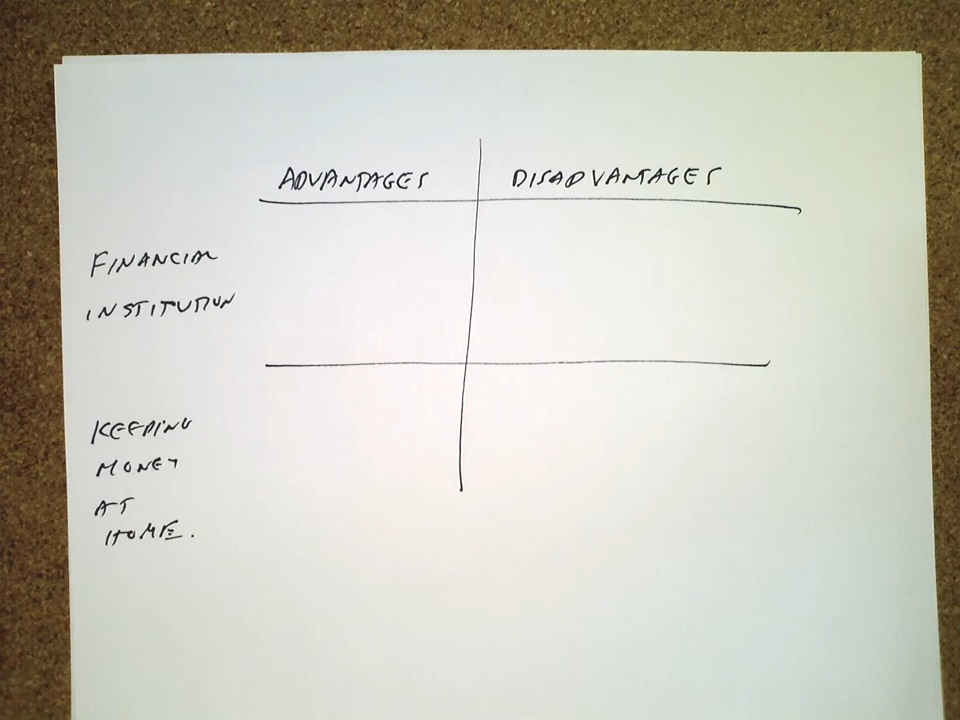 ADVANTAGES DISADVANTAGES
FINANCIAL
INSTITUTION
KEEPING
MONEY
AT
HOME.